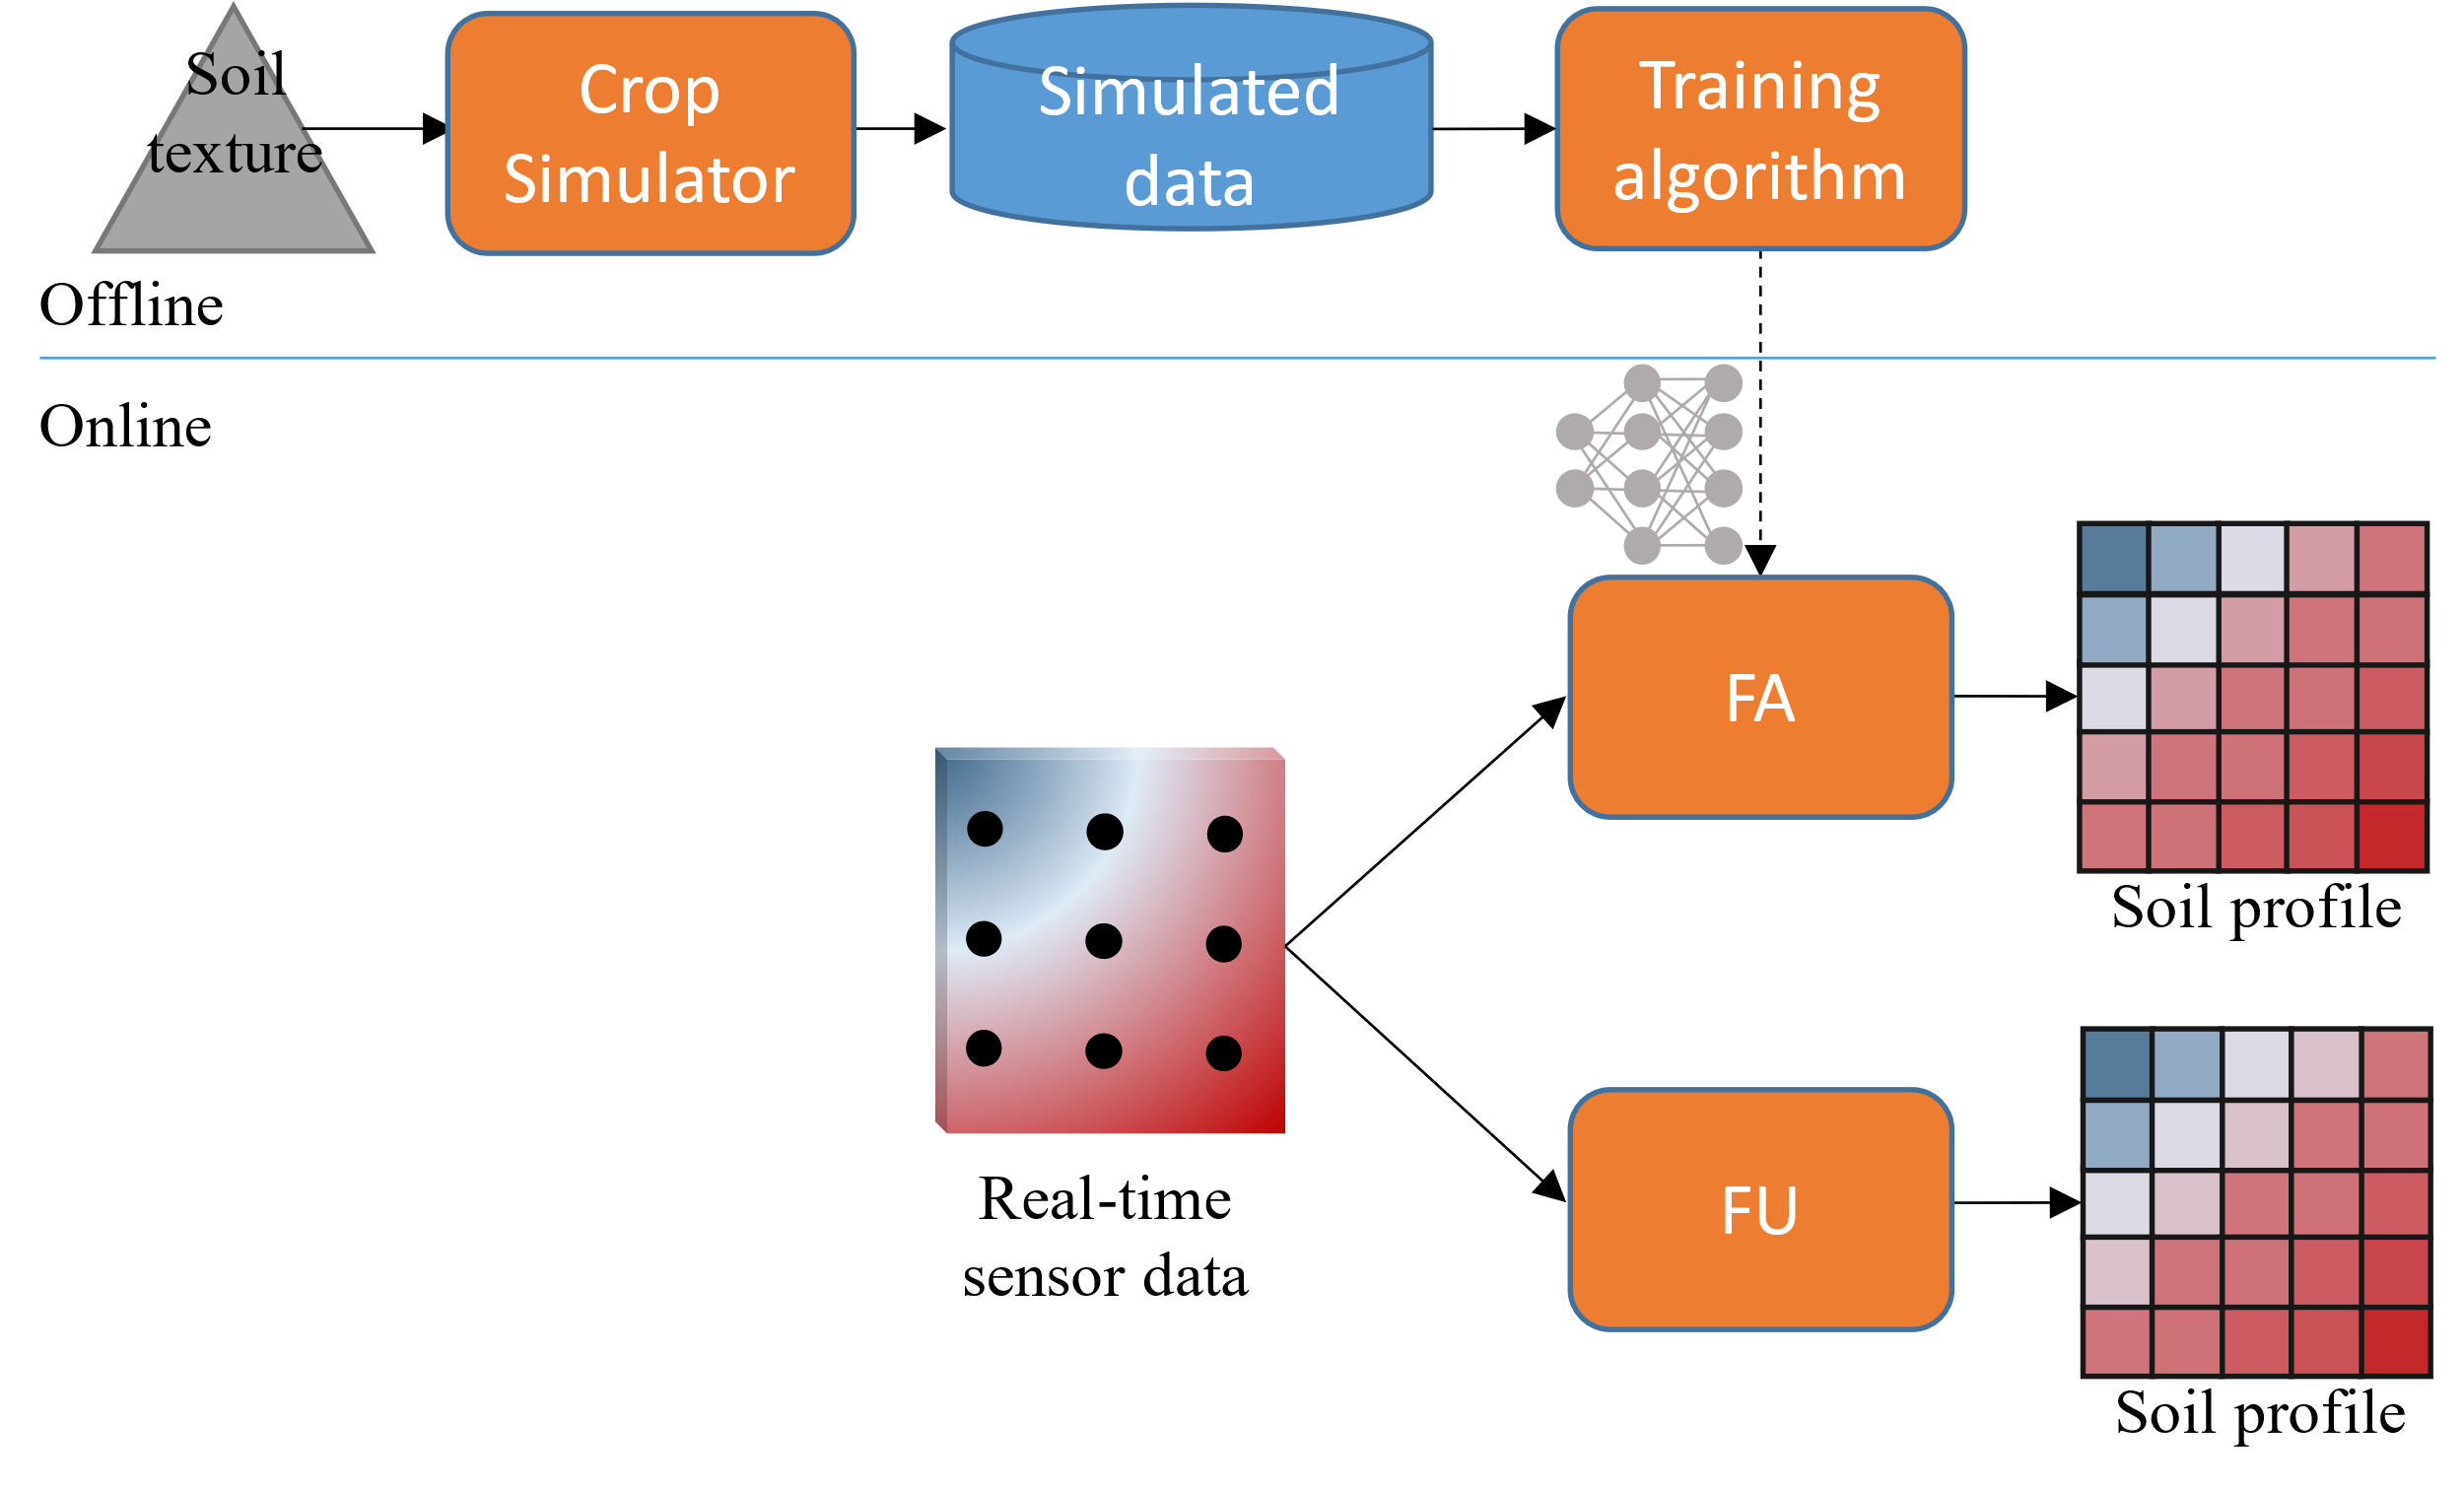 Soil
texture
Crop
Simulator
Simulated
data
Training
algorithm
Offline
Online
FA
Soil profile
Real-time
sensor data
FU
Soil profile